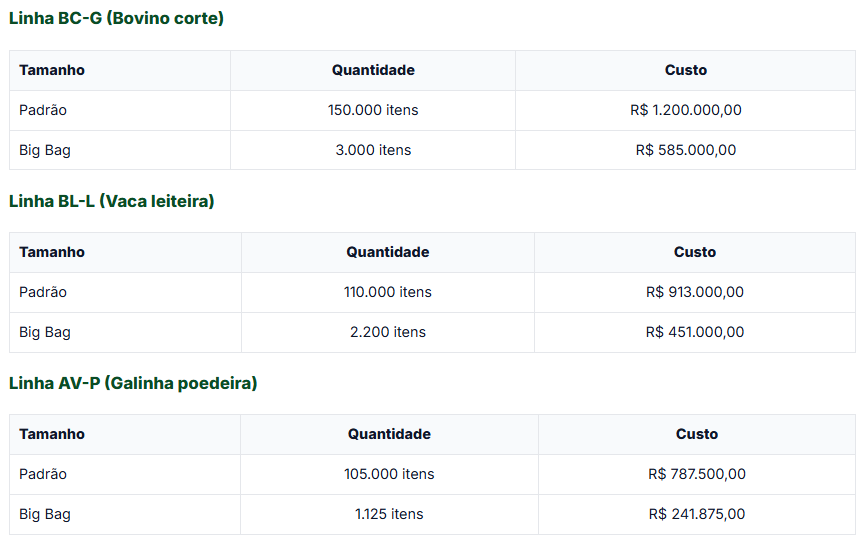 Linha BC-G (Bovino corte)
Tamanho Quantidade Custo
Padrão 150.000 itens R$ 1.200.000,00
Big Bag 3.000 itens R$ 585.000,00
Linha BL-L (Vaca leiteira)
Tamanho Quantidade Custo
Padrão 110.000 itens R$ 913.000,00
Big Bag 2.200 itens R$ 451.000,00
Linha AV-P (Galinha poedeira)
Tamanho Quantidade Custo
Padrão 105.000 itens R$ 787.500,00
Big Bag 1.125 itens R$ 241.875,00